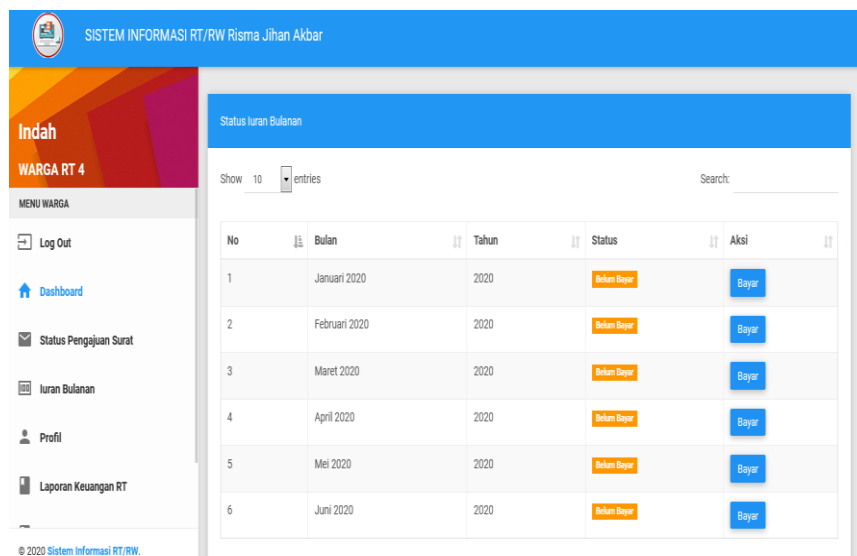 SISTEM INFORMASI RT/RW Risma Jihan Akbar
Indah
WARGA RT 4
MENU WARGA
Log Out
Dashboard
Status Pengajuan Surat
Iuran Bulanan
Profil
Laporan Keuangan RT
© 2020 Sistem Informasi RT/RW.
Status Iuran Bulanan
Show 10 entries Search:
No Bulan Tahun Status Aksi
1 Januari 2020 2020 Belum Bayar Bayar
2 Februari 2020 2020 Belum Bayar Bayar
3 Maret 2020 2020 Belum Bayar Bayar
4 April 2020 2020 Belum Bayar Bayar
5 Mei 2020 2020 Belum Bayar Bayar
6 Juni 2020 2020 Belum Bayar Bayar